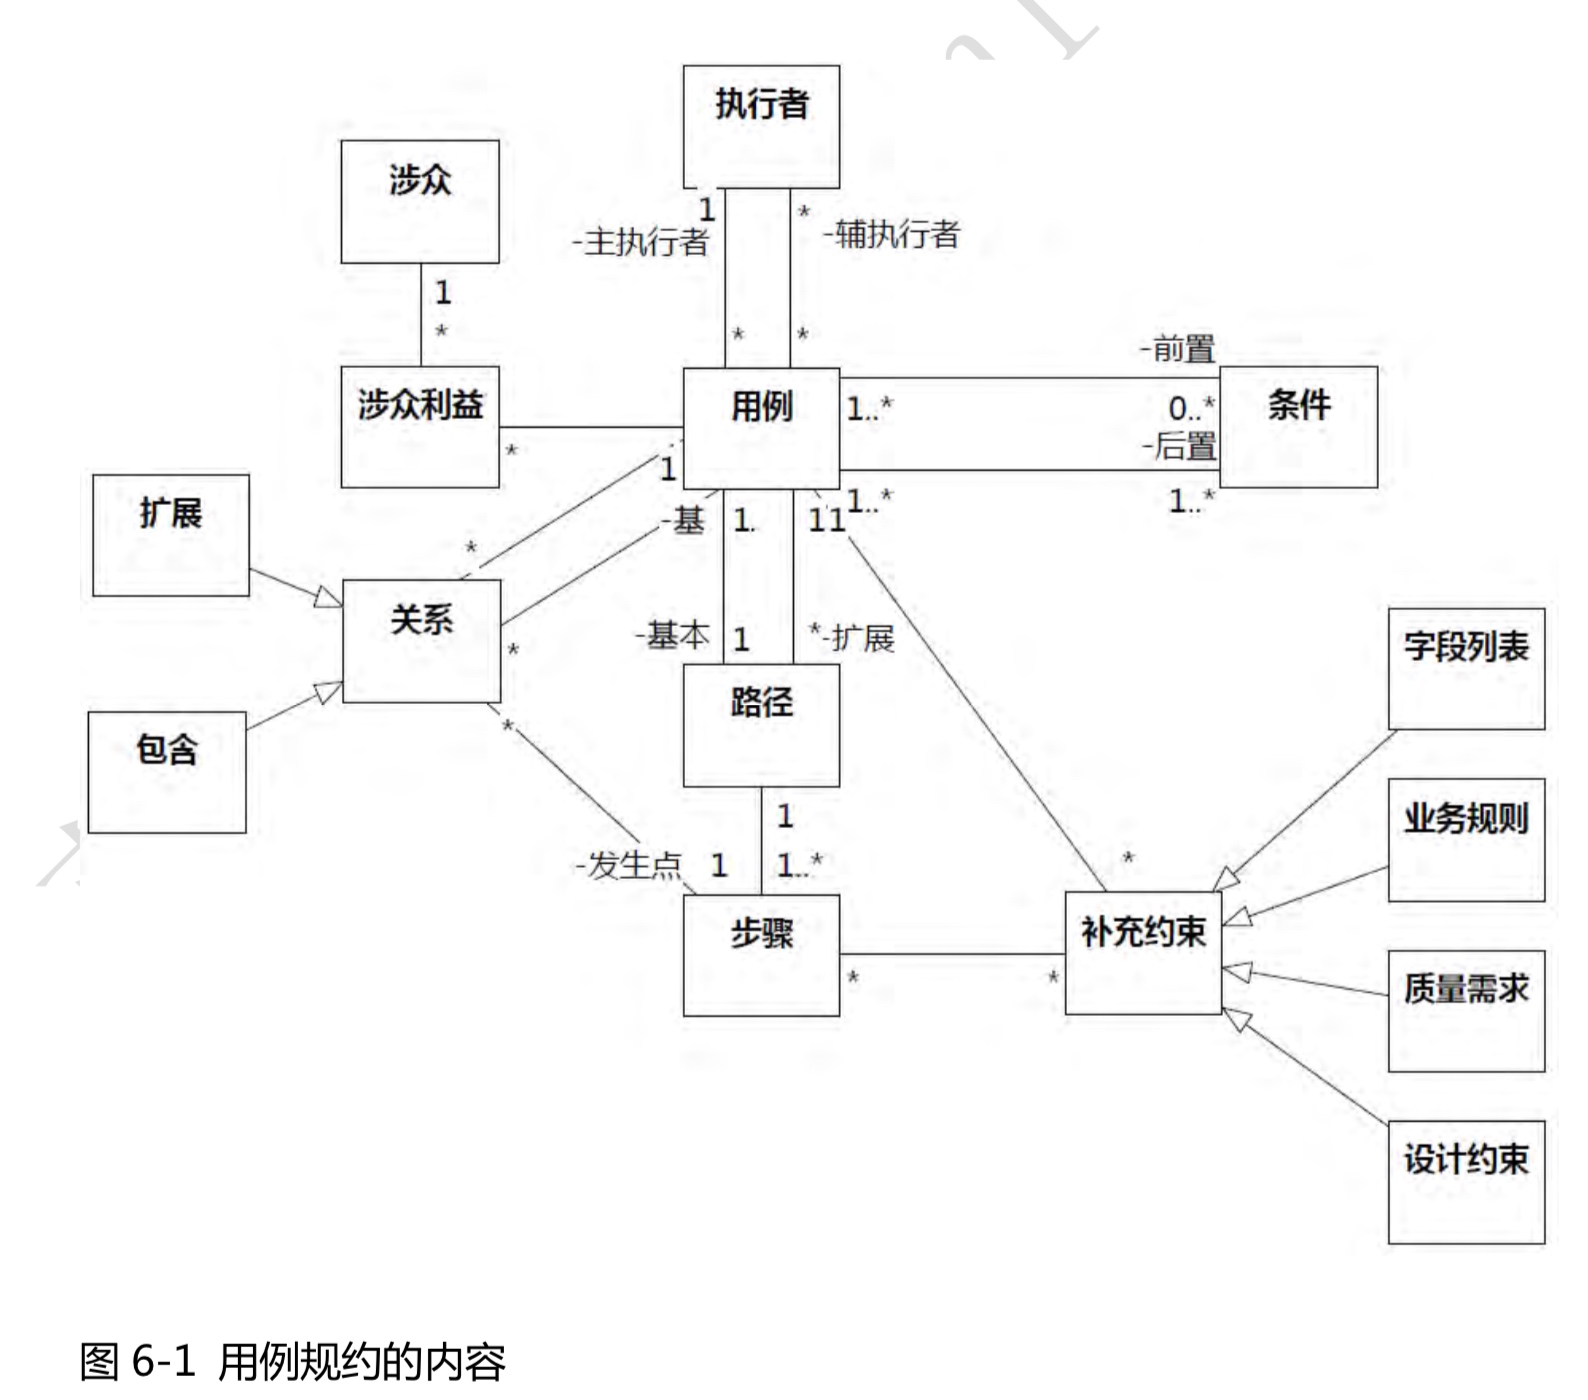 执行者
涉众
1
*
-主执行者
-辅执行者
1
*
*
*
-前置
涉众利益
用例
条件
1..*
0..*
-后置
*
1
1..*
1..*
扩展
-基
1.
11
*
关系
*
-基本
1
*-扩展
字段列表
路径
包含
*
业务规则
1
-发生点
1
1..*
*
步骤
补充约束
*
*
质量需求
设计约束
图 6-1 用例规约的内容